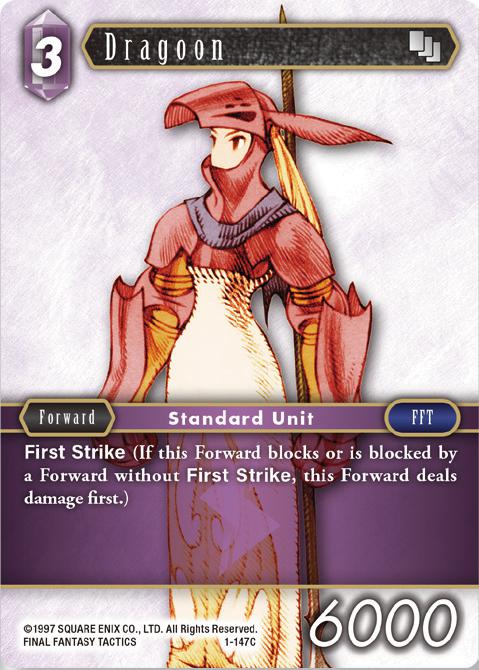 3
Dragoon
Forward
Standard Unit
FFT
First Strike (If this Forward blocks or is blocked by
a Forward without First Strike, this Forward deals
damage first.)
©1997 SQUARE ENIX CO., LTD. All Rights Reserved.
FINAL FANTASY TACTICS
1-147C
6000